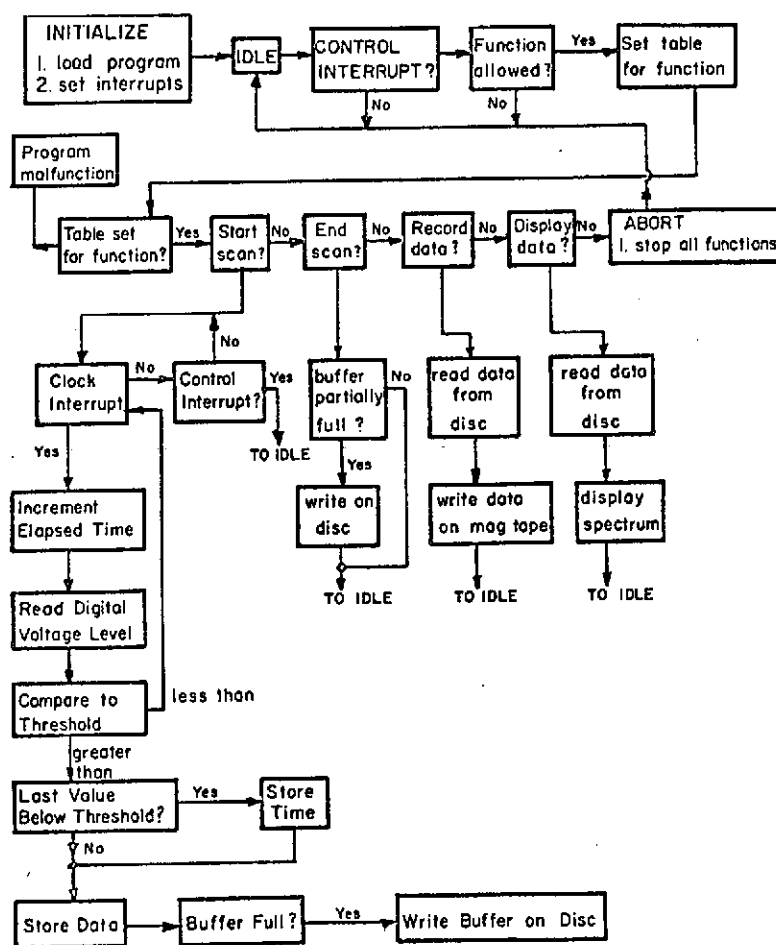 INITIALIZE
1. load program
2. set interrupts
IDLE
CONTROL
INTERRUPT?
Function
allowed?
Yes
Set table
for function
No
No
Program
malfunction
Table set
for function?
Yes
Start
scan?
No
End
scan?
No
Record
data?
No
Display
data?
No
ABORT
1. stop all functions
Clock
Interrupt
No
Control
Interrupt?
No
Yes
TO IDLE
buffer
partially
full ?
No
Yes
write on
disc
TO IDLE
read data
from
disc
write data
on mag tape
TO IDLE
read data
from
disc
display
spectrum
TO IDLE
Yes
Increment
Elapsed Time
Read Digital
Voltage Level
Compare to
Threshold
less than
greater
than
Last Value
Below Threshold?
Yes
Store
Time
No
Store Data
Buffer Full?
Yes
Write Buffer on Disc